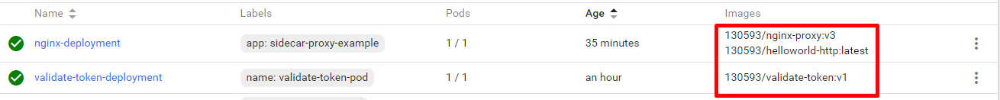 Name Labels Pods Age Images
nginx-deployment app: sidecar-proxy-example 1 / 1 35 minutes 130593/nginx-proxy:v3
130593/helloworld-http:latest
validate-token-deployment name: validate-token-pod 1 / 1 an hour 130593/validate-token:v1